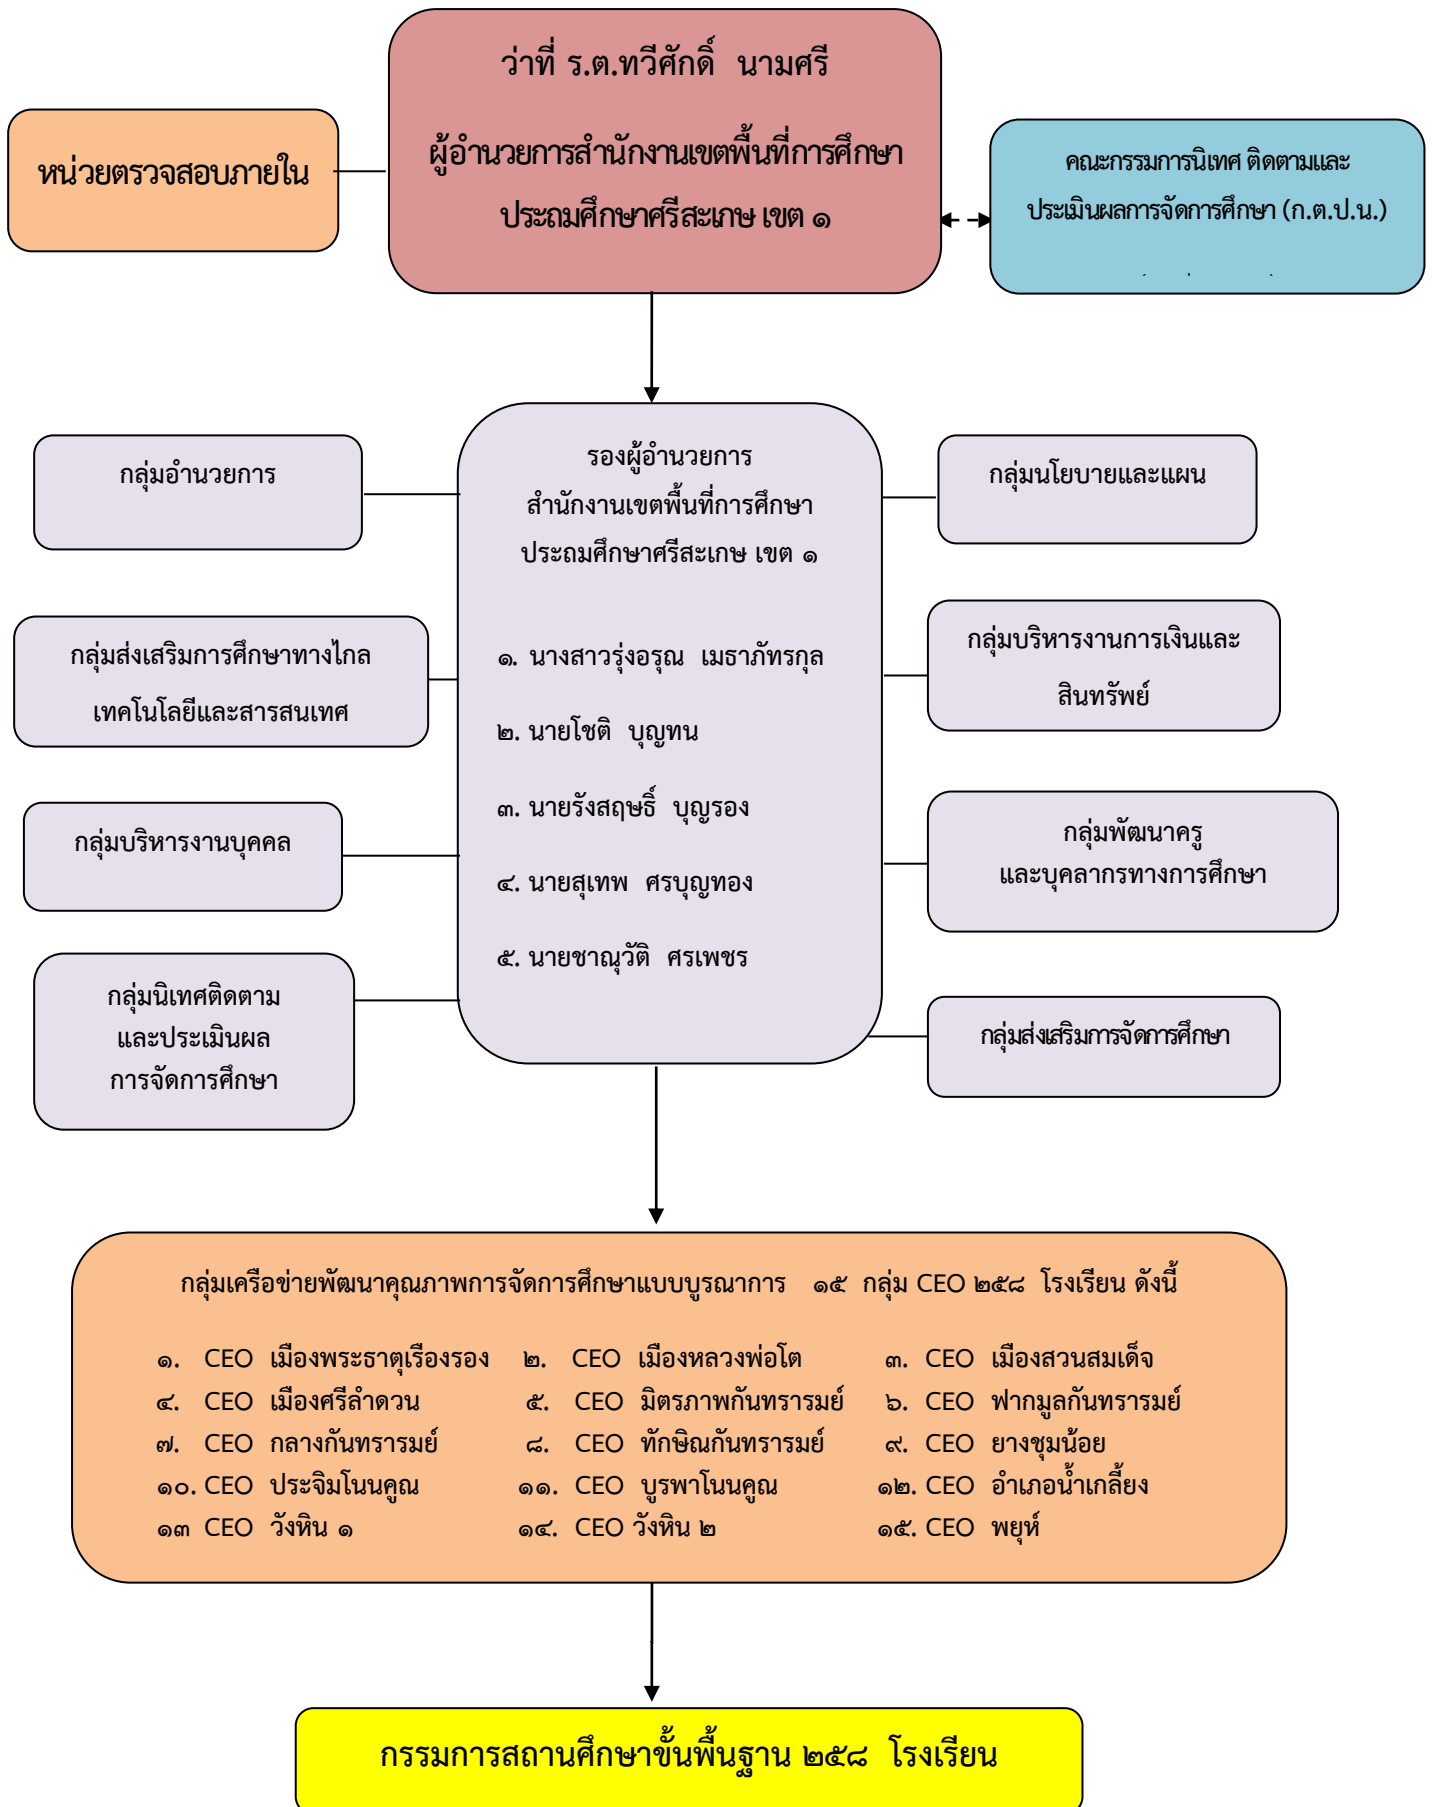 ว่าที่ ร.ต.ทวีศักดิ์ นามศรี
ผู้อำนวยการสำนักงานเขตพื้นที่การศึกษา
ประถมศึกษาศรีสะเกษ เขต ๑
หน่วยตรวจสอบภายใน
คณะกรรมการนิเทศ ติดตามและ
ประเมินผลการจัดการศึกษา (ก.ต.ป.น.)
รองผู้อำนวยการ
สำนักงานเขตพื้นที่การศึกษา
ประถมศึกษาศรีสะเกษ เขต ๑
๑. นางสาวรุ่งอรุณ เมธาภัทรกุล
๒. นายโชติ บุญทน
๓. นายรังสฤษธิ์ บุญรอง
๔. นายสุเทพ ศรบุญทอง
๕. นายชาณุวัติ ศรเพชร
กลุ่มอำนวยการ
กลุ่มส่งเสริมการศึกษาทางไกล
เทคโนโลยีและสารสนเทศ
กลุ่มบริหารงานบุคคล
กลุ่มนิเทศติดตาม
และประเมินผล
การจัดการศึกษา
กลุ่มนโยบายและแผน
กลุ่มบริหารงานการเงินและ
สินทรัพย์
กลุ่มพัฒนาครู
และบุคลากรทางการศึกษา
กลุ่มส่งเสริมการจัดการศึกษา
กลุ่มเครือข่ายพัฒนาคุณภาพการจัดการศึกษาแบบบูรณาการ ๑๕ กลุ่ม CEO ๒๕๘ โรงเรียน ดังนี้
๑. CEO เมืองพระธาตุเรืองรอง ๒. CEO เมืองหลวงพ่อโต ๓. CEO เมืองสวนสมเด็จ
๔. CEO เมืองศรีลำดวน ๕. CEO มิตรภาพกันทรารมย์ ๖. CEO ฟากมูลกันทรารมย์
๗. CEO กลางกันทรารมย์ ๘. CEO ทักษิณกันทรารมย์ ๙. CEO ยางชุมน้อย
๑๐. CEO ประจิมโนนคูณ ๑๑. CEO บูรพาโนนคูณ ๑๒. CEO อำเภอน้ำเกลี้ยง
๑๓ CEO วังหิน ๑ ๑๔. CEO วังหิน ๒ ๑๕. CEO พยุห์
กรรมการสถานศึกษาขั้นพื้นฐาน ๒๕๘ โรงเรียน